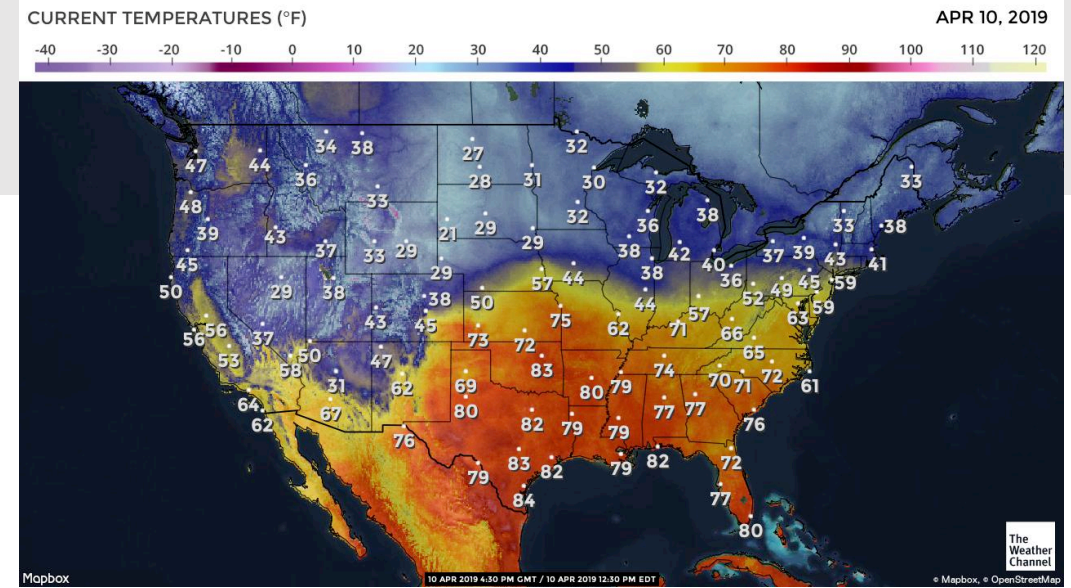 CURRENT TEMPERATURES (°F)
APR 10, 2019
-40 -30 -20 -10 0 10 20 30 40 50 60 70 80 90 100 110 120
34 38 27 32
47 44 36 28 31 30 32 33
33
48 39 43 21 29 32 36 38 33 38
45 37 33 29 29 38 42 40 37 39 43 41
50 29 38 29 57 44 38 36 52 49 45 59
56 56 37 43 38 45 50 75 44 62 57 71 66 63 59
53 58 50 47 73 72 65
31 62 69 83 80 79 74 70 71 72 61
64 62 67 80 82 79 79 77 77 76
76 79 83 82 79 82 72
84 77
80
The
Weather
Channel
Mapbox
10 APR 2019 4:30 PM GMT / 10 APR 2019 12:30 PM EDT
© Mapbox, © OpenStreetMap